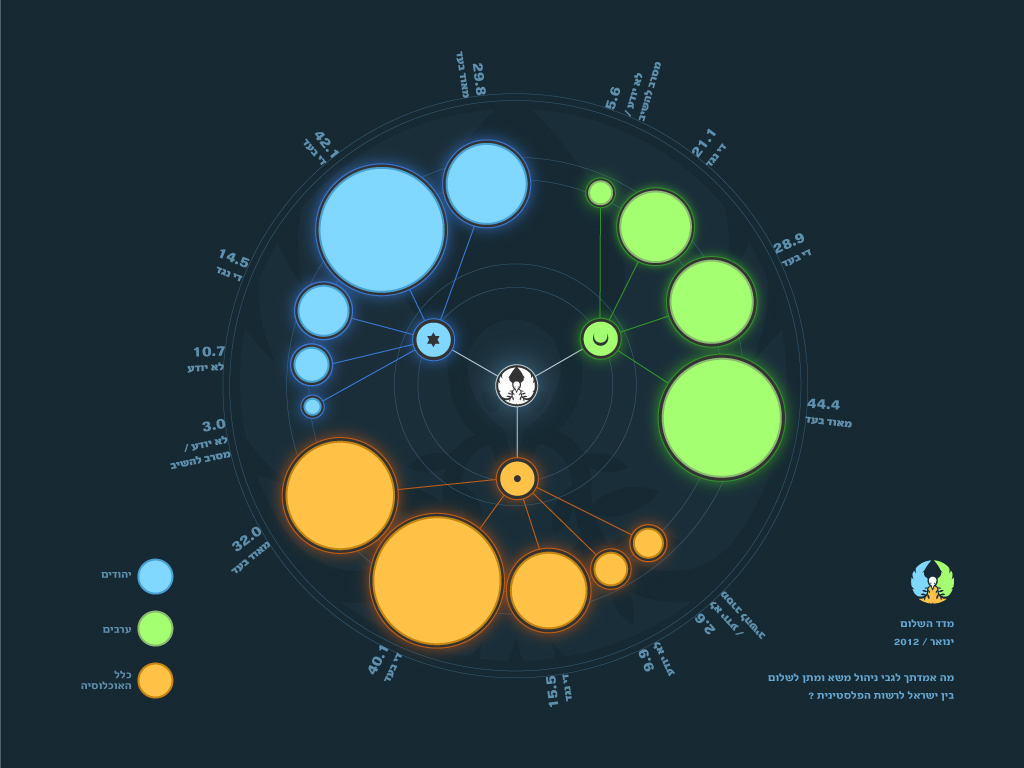 29.8
מאוד בעד
42.1
די בעד
14.5
די נגד
10.7
לא יודע
3.0
לא יודע /
מסרב להשיב
5.6
לא יודע /
מסרב להשיב
21.1
די נגד
28.9
די בעד
44.4
מאוד בעד
32.0
מאוד בעד
40.1
די בעד
15.5
די נגד
9.9
לא יודע
2.6
לא יודע /
מסרב להשיב
יהודים
ערבים
כלל
האוכלוסיה
מדד השלום
ינואר / 2012
מה אמדתך לגבי ניהול משא ומתן לשלום
בין ישראל לרשות הפלסטינית ?